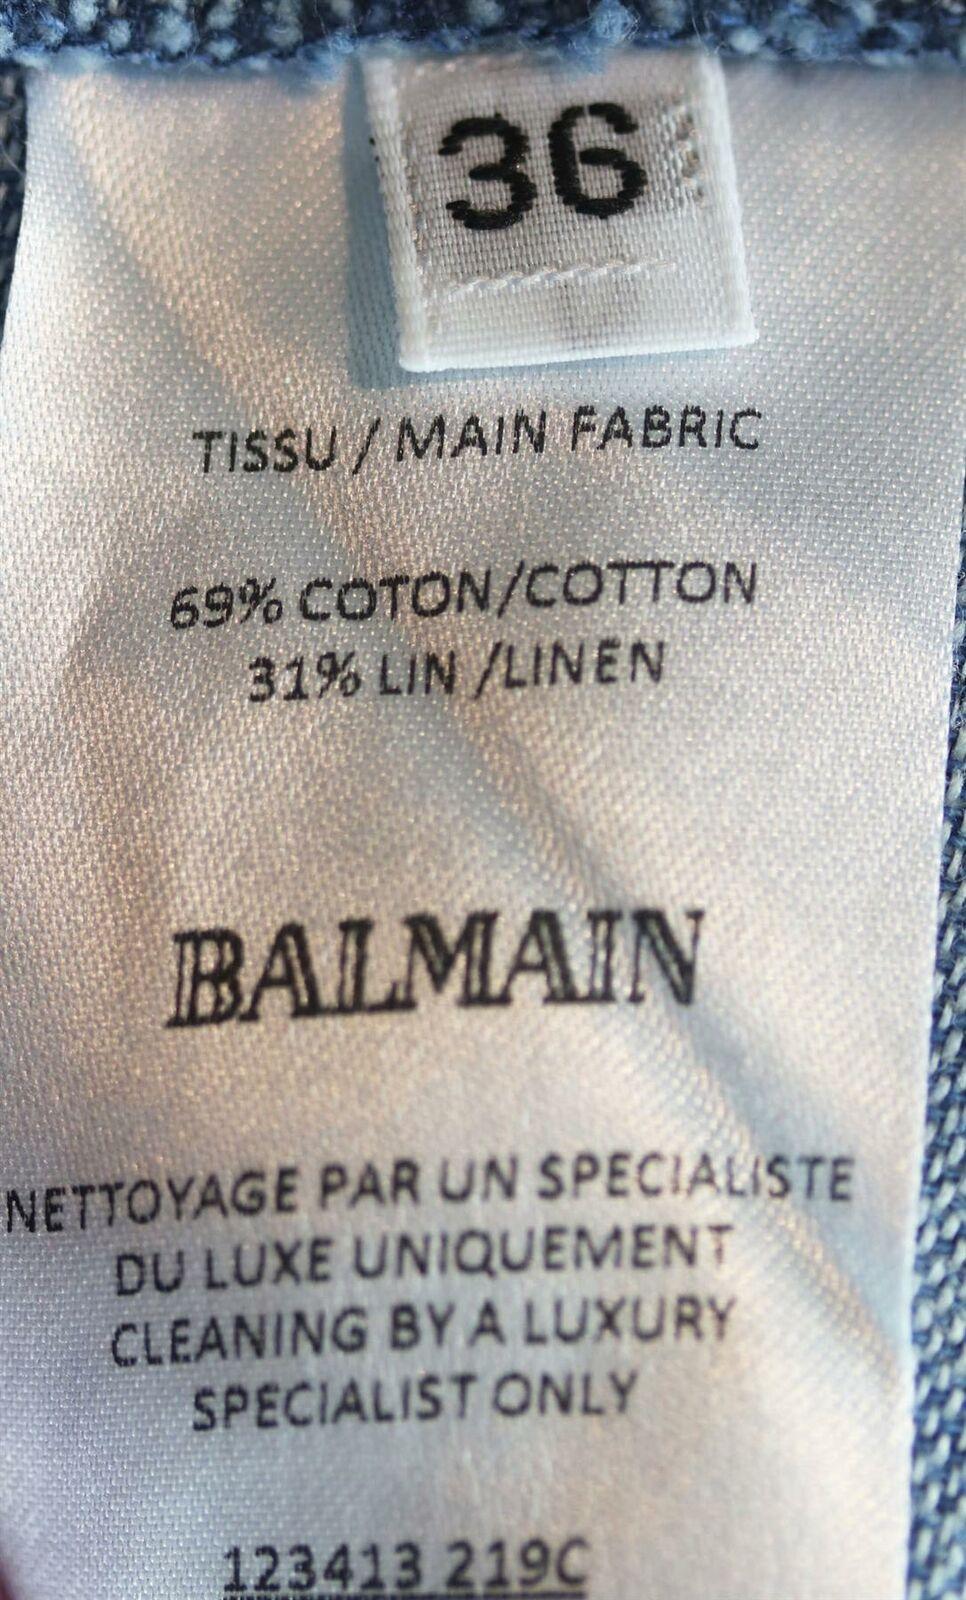 36
TISSU / MAIN FABRIC
69% COTON/COTTON
31% LIN /LINEN
BALMAIN
NETTOYAGE PAR UN SPECIALISTE
DU LUXE UNIQUEMENT
CLEANING BY A LUXURY
SPECIALIST ONLY
123413 219C